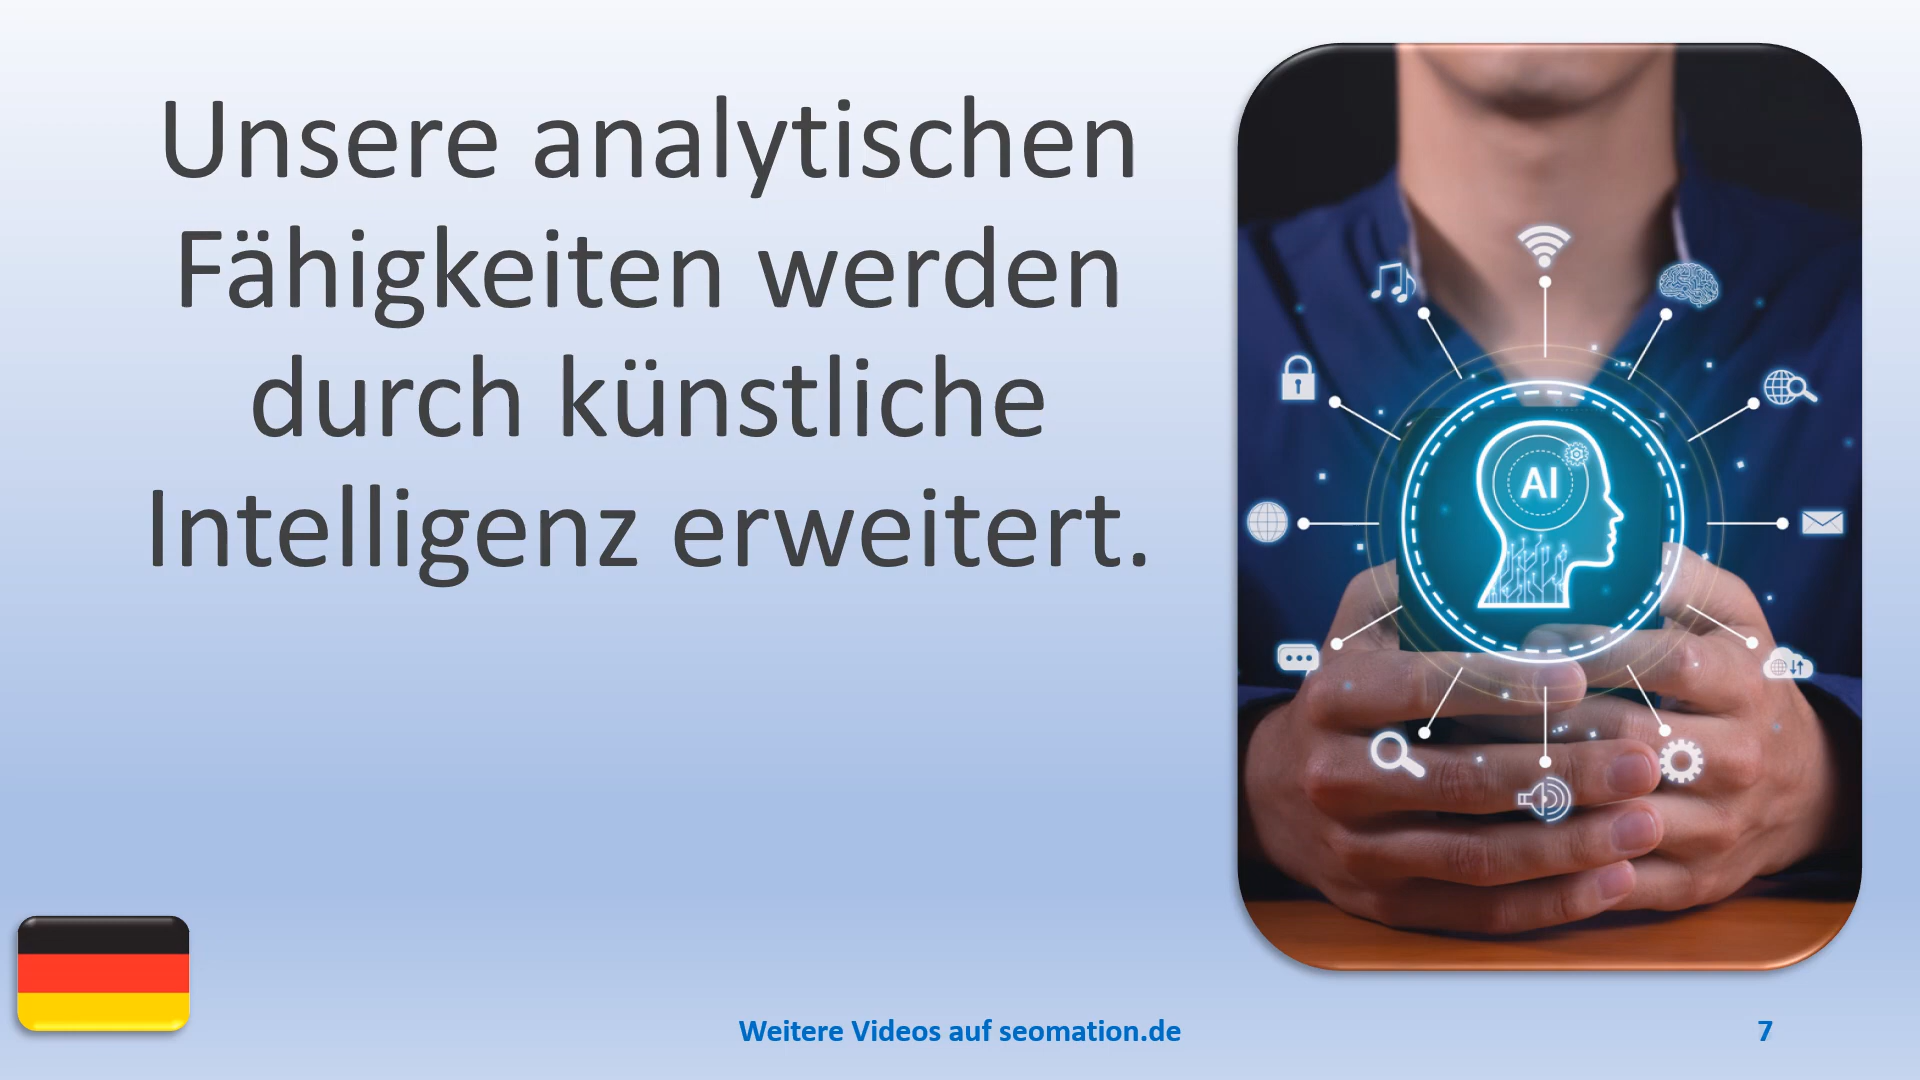 Unsere analytischen
Fähigkeiten werden
durch künstliche
Intelligenz erweitert.
AI
Weitere Videos auf seomation.de
7